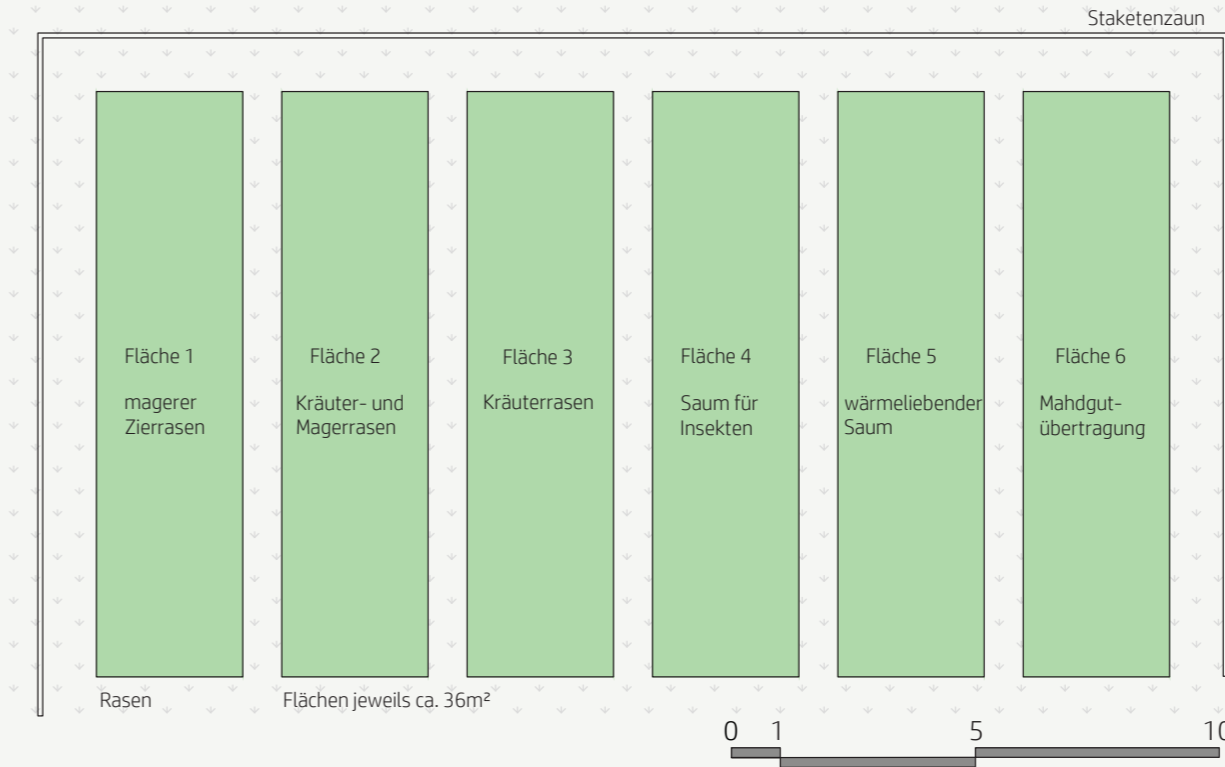 Staketenzaun
Fläche 1
magerer
Zierrasen
Fläche 2
Kräuter- und
Magerrasen
Fläche 3
Kräuterrasen
Fläche 4
Saum für
Insekten
Fläche 5
wärmeliebender
Saum
Fläche 6
Mahdgut-
übertragung
Rasen
Flächen jeweils ca. 36m²
0 1 5 10